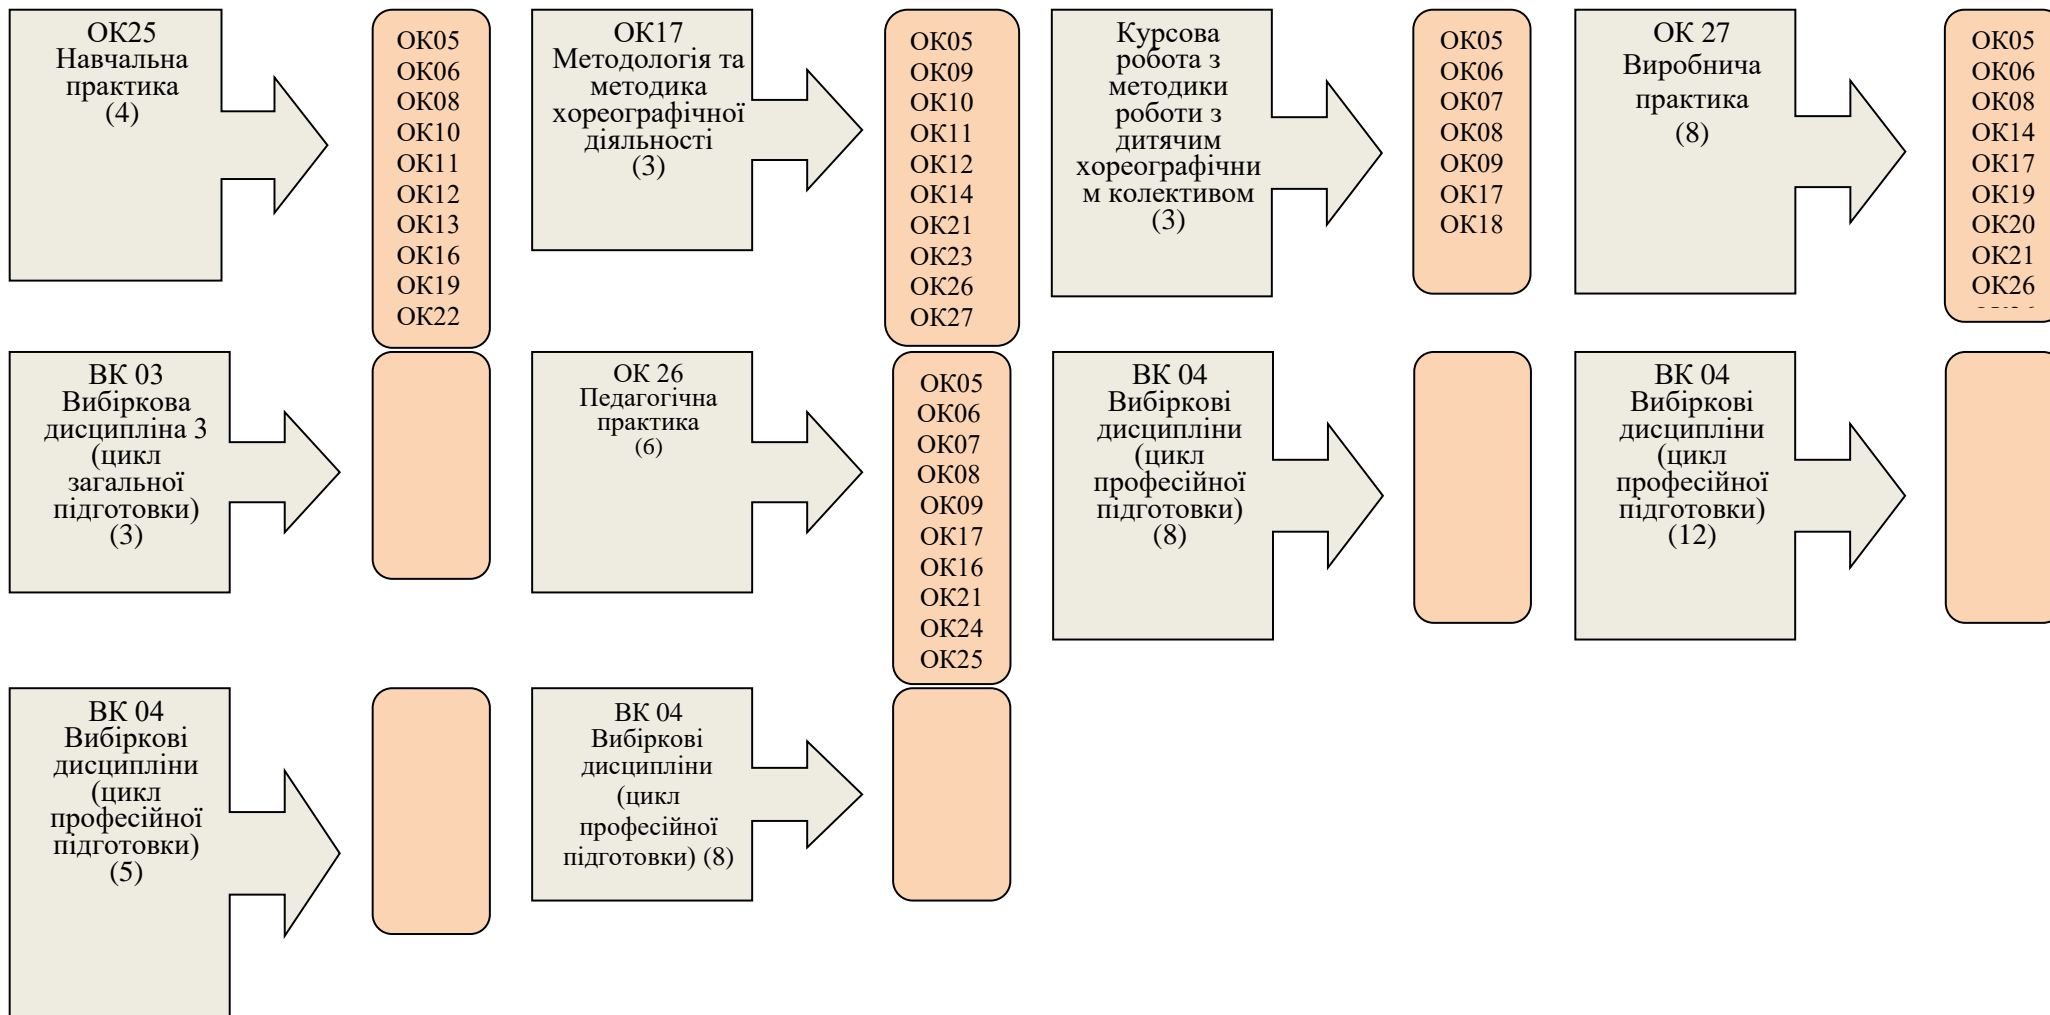 ОК25
Навчальна
практика
(4)
ОК05
ОК06
ОК08
ОК10
ОК11
ОК12
ОК13
ОК16
ОК19
ОК22
ОК17
Методологія та
методика
хореографічної
діяльності
(3)
ОК05
ОК09
ОК10
ОК11
ОК12
ОК14
ОК21
ОК23
ОК26
ОК27
Курсова
робота з
методики
роботи з
дитячим
хореографічни
м колективом
(3)
ОК05
ОК06
ОК07
ОК08
ОК09
ОК17
ОК18
ОК 27
Виробнича
практика
(8)
ОК05
ОК06
ОК08
ОК14
ОК17
ОК19
ОК20
ОК21
ОК26
ВК 03
Вибіркова
дисципліна 3
(цикл
загальної
підготовки)
(3)
ОК 26
Педагогічна
практика
(6)
ОК05
ОК06
ОК07
ОК08
ОК09
ОК17
ОК16
ОК21
ОК24
ОК25
ВК 04
Вибіркові
дисципліни
(цикл
професійної
підготовки)
(8)
ВК 04
Вибіркові
дисципліни
(цикл
професійної
підготовки)
(12)
ВК 04
Вибіркові
дисципліни
(цикл
професійної
підготовки)
(5)
ВК 04
Вибіркові
дисципліни
(цикл
професійної
підготовки) (8)